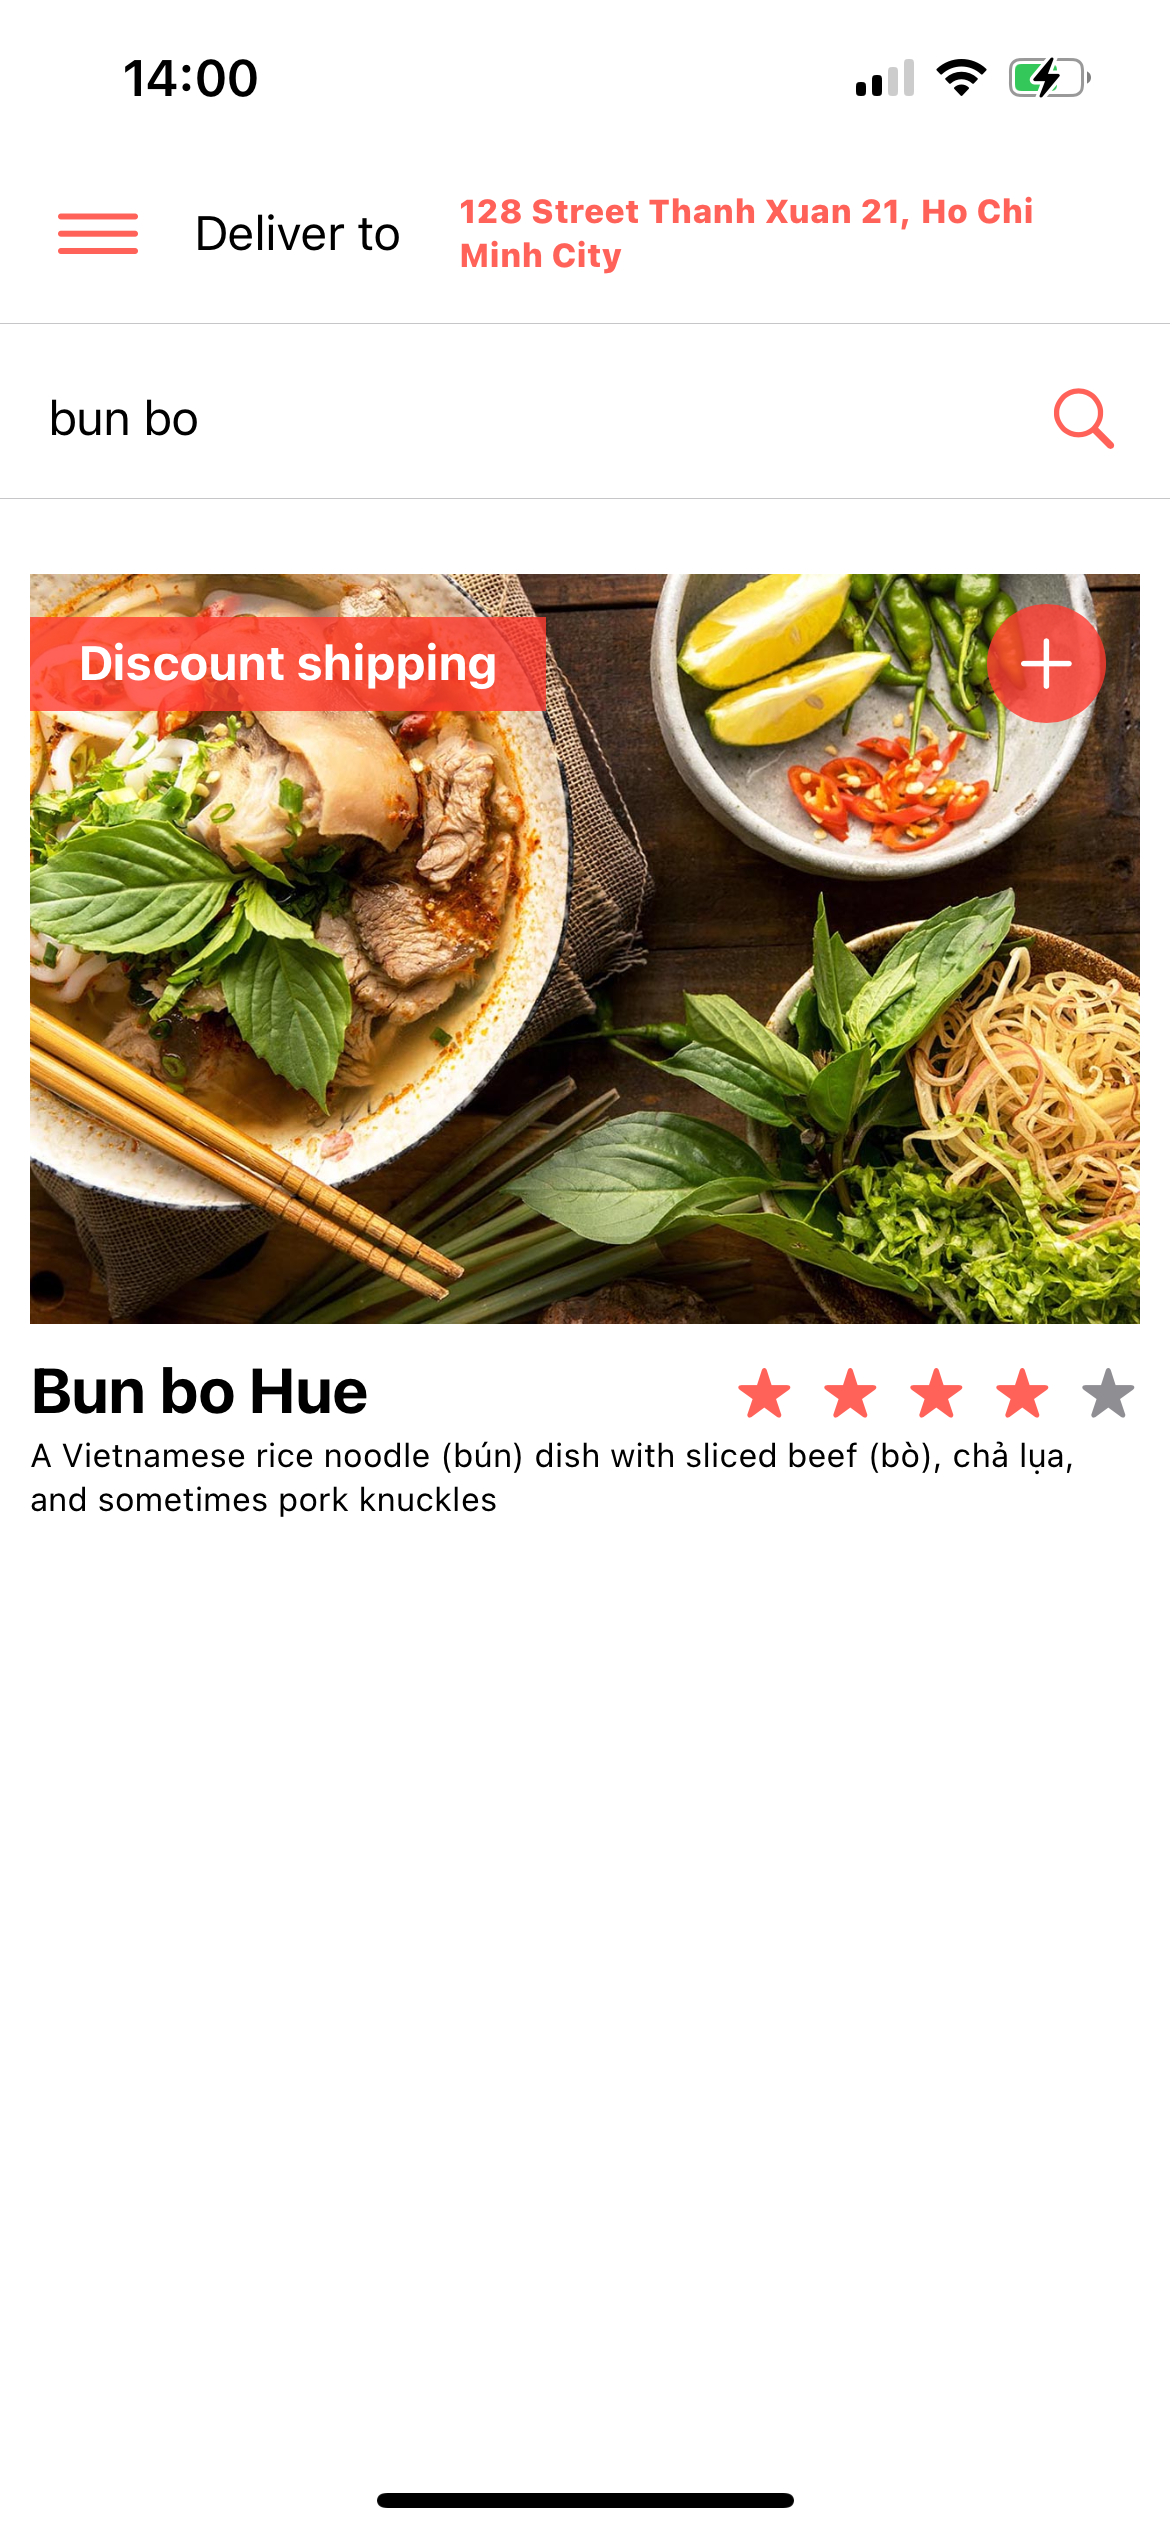 14:00
Deliver to
128 Street Thanh Xuan 21, Ho Chi
Minh City
bun bo
Discount shipping
Bun bo Hue
A Vietnamese rice noodle (bún) dish with sliced beef (bò), chả lụa,
and sometimes pork knuckles